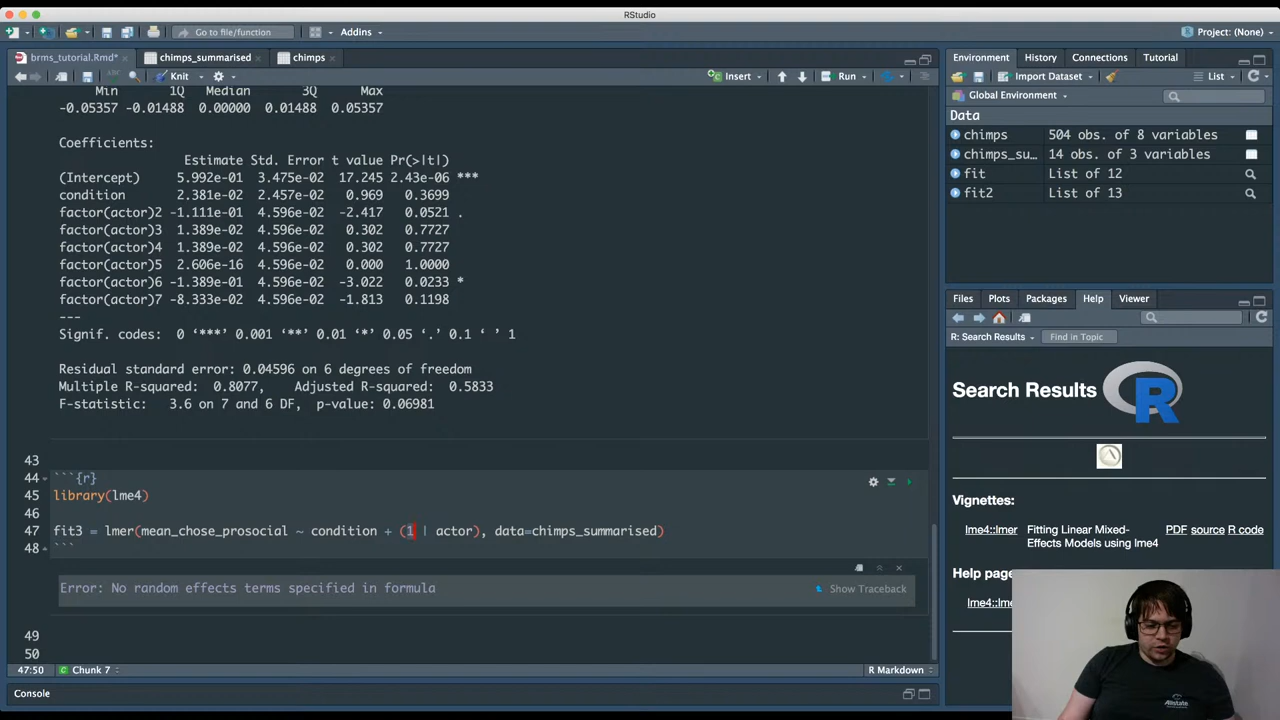 RStudio
Go to file/function
Addins
Project: (None)
brms_tutorial.Rmd*
chimps_summarised
chimps
Knit
Insert
Run
Min 1Q Median 3Q Max
-0.05357 -0.01488 0.00000 0.01488 0.05357
Coefficients:
Estimate Std. Error t value Pr(>|t|)
(Intercept) 5.992e-01 3.475e-02 17.245 2.43e-06 ***
condition 2.381e-02 2.457e-02 0.969 0.3699
factor(actor)2 -1.111e-01 4.596e-02 -2.417 0.0521 .
factor(actor)3 1.389e-02 4.596e-02 0.302 0.7727
factor(actor)4 1.389e-02 4.596e-02 0.302 0.7727
factor(actor)5 2.606e-16 4.596e-02 0.000 1.0000
factor(actor)6 -1.389e-01 4.596e-02 -3.022 0.0233 *
factor(actor)7 -8.333e-02 4.596e-02 -1.813 0.1198
---
Signif. codes: 0 ‘***’ 0.001 ‘**’ 0.01 ‘*’ 0.05 ‘.’ 0.1 ‘ ’ 1
Residual standard error: 0.04596 on 6 degrees of freedom
Multiple R-squared: 0.8077, Adjusted R-squared: 0.5833
F-statistic: 3.6 on 7 and 6 DF, p-value: 0.06981
43
44 ```{r}
45 library(lme4)
46
47 fit3 = lmer(mean_chose_prosocial ~ condition + (1 | actor), data=chimps_summarised)
48 ```
Error: No random effects terms specified in formula
Show Traceback
49
50
47:50
Chunk 7
R Markdown
Console
Environment History Connections Tutorial
Import Dataset
List
Global Environment
Data
chimps 504 obs. of 8 variables
chimps_su… 14 obs. of 3 variables
fit List of 12
fit2 List of 13
Files Plots Packages Help Viewer
R: Search Results
Find in Topic
Search Results
R
Vignettes:
lme4::lmer Fitting Linear Mixed-Effects Models using lme4 PDF source R code
Help page
lme4::lme
Allstate